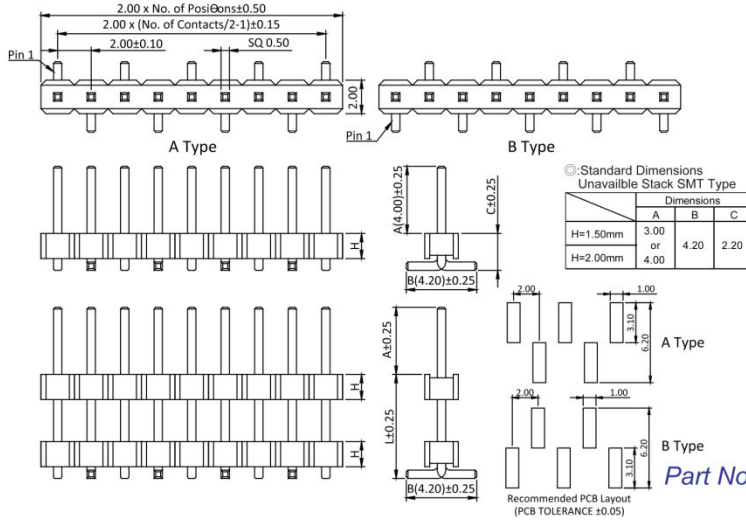 2.00 x No. of Positions±0.50
2.00 x (No. of Contacts/2-1)±0.15
2.00±0.10
SQ 0.50
Pin 1
2.00
Pin 1
A Type
B Type
A(4.00)±0.25
C±0.25
H
B(4.20)±0.25
◎:Standard Dimensions
Unavailble Stack SMT Type
Dimensions
A B C
H=1.50mm 3.00 or 4.00 4.20 2.20
H=2.00mm
A±0.25
L±0.25
H
H
B(4.20)±0.25
2.00
1.00
3.10
6.20
A Type
2.00
1.00
3.10
6.20
B Type
Part No
Recommended PCB Layout
(PCB TOLERANCE ±0.05)